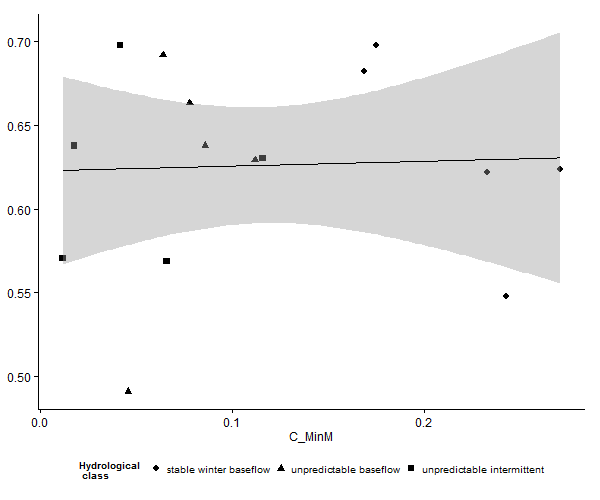 0.70
0.65
0.60
0.55
0.50
0.0 0.1 0.2
C_MinM
Hydrological
class
stable winter baseflow unpredictable baseflow unpredictable intermittent